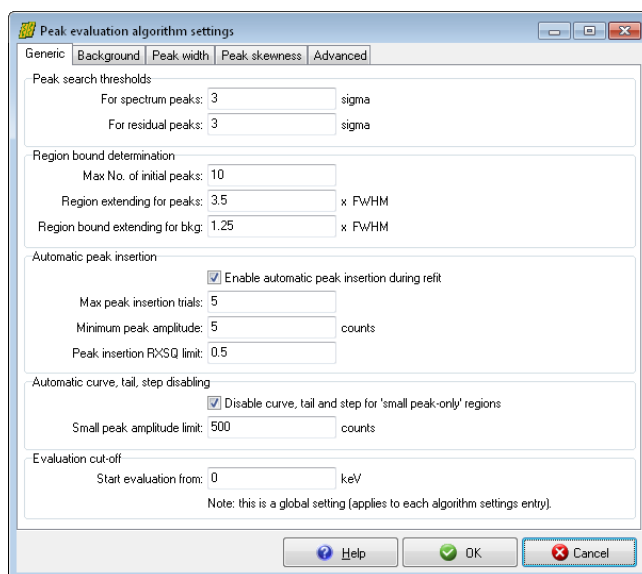 Peak evaluation algorithm settings
Generic Background Peak width Peak skewness Advanced
Peak search thresholds
For spectrum peaks: 3 sigma
For residual peaks: 3 sigma
Region bound determination
Max No. of initial peaks: 10
Region extending for peaks: 3.5 x FWHM
Region bound extending for bkg: 1.25 x FWHM
Automatic peak insertion
Enable automatic peak insertion during refit
Max peak insertion trials: 5
Minimum peak amplitude: 5 counts
Peak insertion RXSQ limit: 0.5
Automatic curve, tail, step disabling
Disable curve, tail and step for 'small peak-only' regions
Small peak amplitude limit: 500 counts
Evaluation cut-off
Start evaluation from: 0 keV
Note: this is a global setting (applies to each algorithm settings entry).
Help OK Cancel